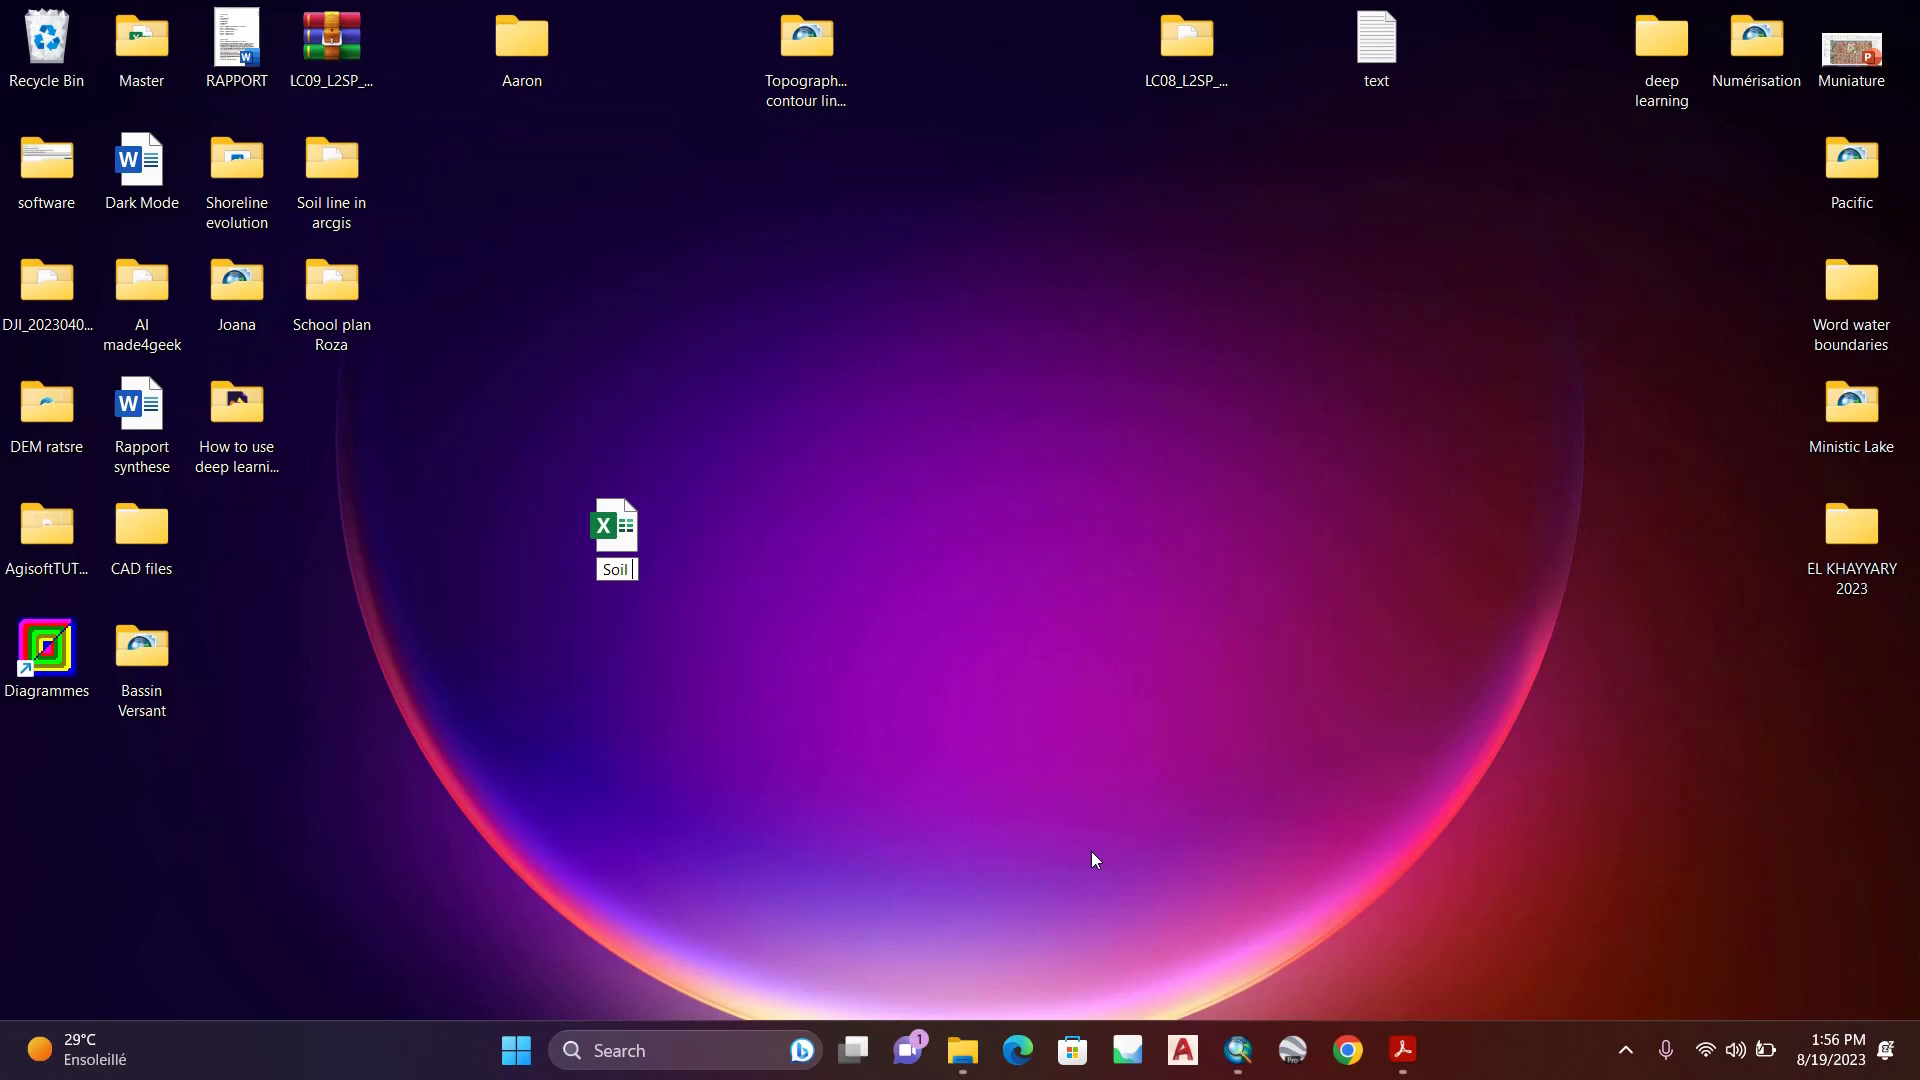 Recycle Bin
Master
RAPPORT
LC09_L2SP_...
Aaron
Topograph...
contour lin...
LC08_L2SP_...
text
deep
learning
Numérisation
Muniature
software
Dark Mode
Shoreline
evolution
Soil line in
arcgis
Pacific
DJI_2023040...
AI
made4geek
Joana
School plan
Roza
Word water
boundaries
DEM ratsre
Rapport
synthese
How to use
deep learni...
Ministic Lake
AgisoftTUT...
CAD files
Soil
EL KHAYYARY
2023
Diagrammes
Bassin
Versant
29°C
Ensoleillé
Search
1
Pro
1:56 PM
8/19/2023